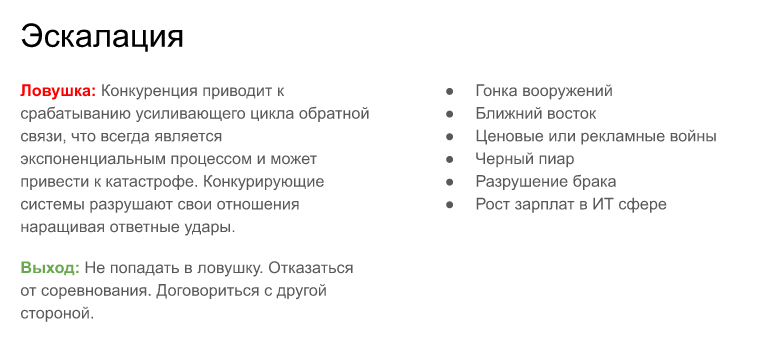 Эскалация
Ловушка: Конкуренция приводит к
срабатыванию усиливающего цикла обратной
связи, что всегда является
экспоненциальным процессом и может
привести к катастрофе. Конкурирующие
системы разрушают свои отношения
наращивая ответные удары.
Выход: Не попадать в ловушку. Отказаться
от соревнования. Договориться с другой
стороной.
● Гонка вооружений
● Ближний восток
● Ценовые или рекламные войны
● Черный пиар
● Разрушение брака
● Рост зарплат в ИТ сфере